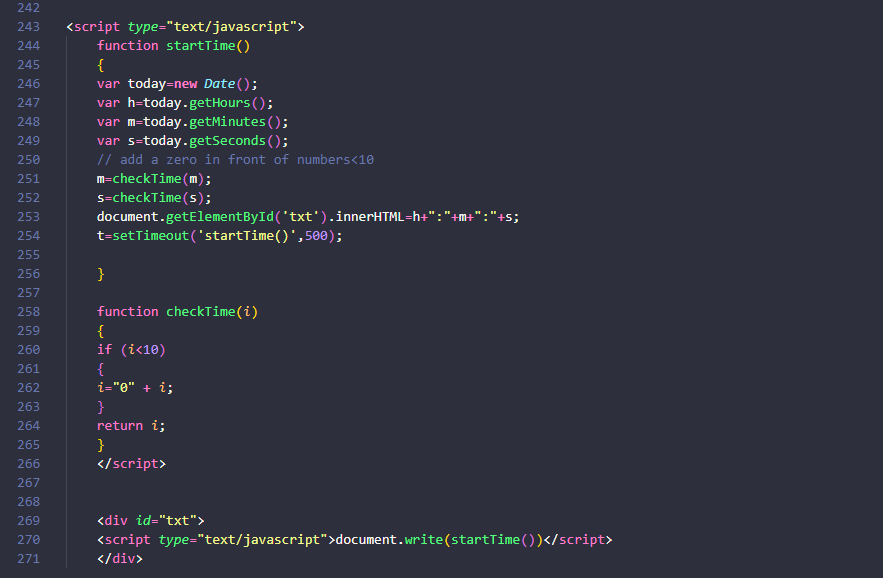 242
243 <script type="text/javascript">
244 function startTime()
245 {
246 var today=new Date();
247 var h=today.getHours();
248 var m=today.getMinutes();
249 var s=today.getSeconds();
250 // add a zero in front of numbers<10
251 m=checkTime(m);
252 s=checkTime(s);
253 document.getElementById('txt').innerHTML=h+":"+m+":"+s;
254 t=setTimeout('startTime()',500);
255
256 }
257
258 function checkTime(i)
259 {
260 if (i<10)
261 {
262 i="0" + i;
263 }
264 return i;
265 }
266 </script>
267
268
269 <div id="txt">
270 <script type="text/javascript">document.write(startTime())</script>
271 </div>